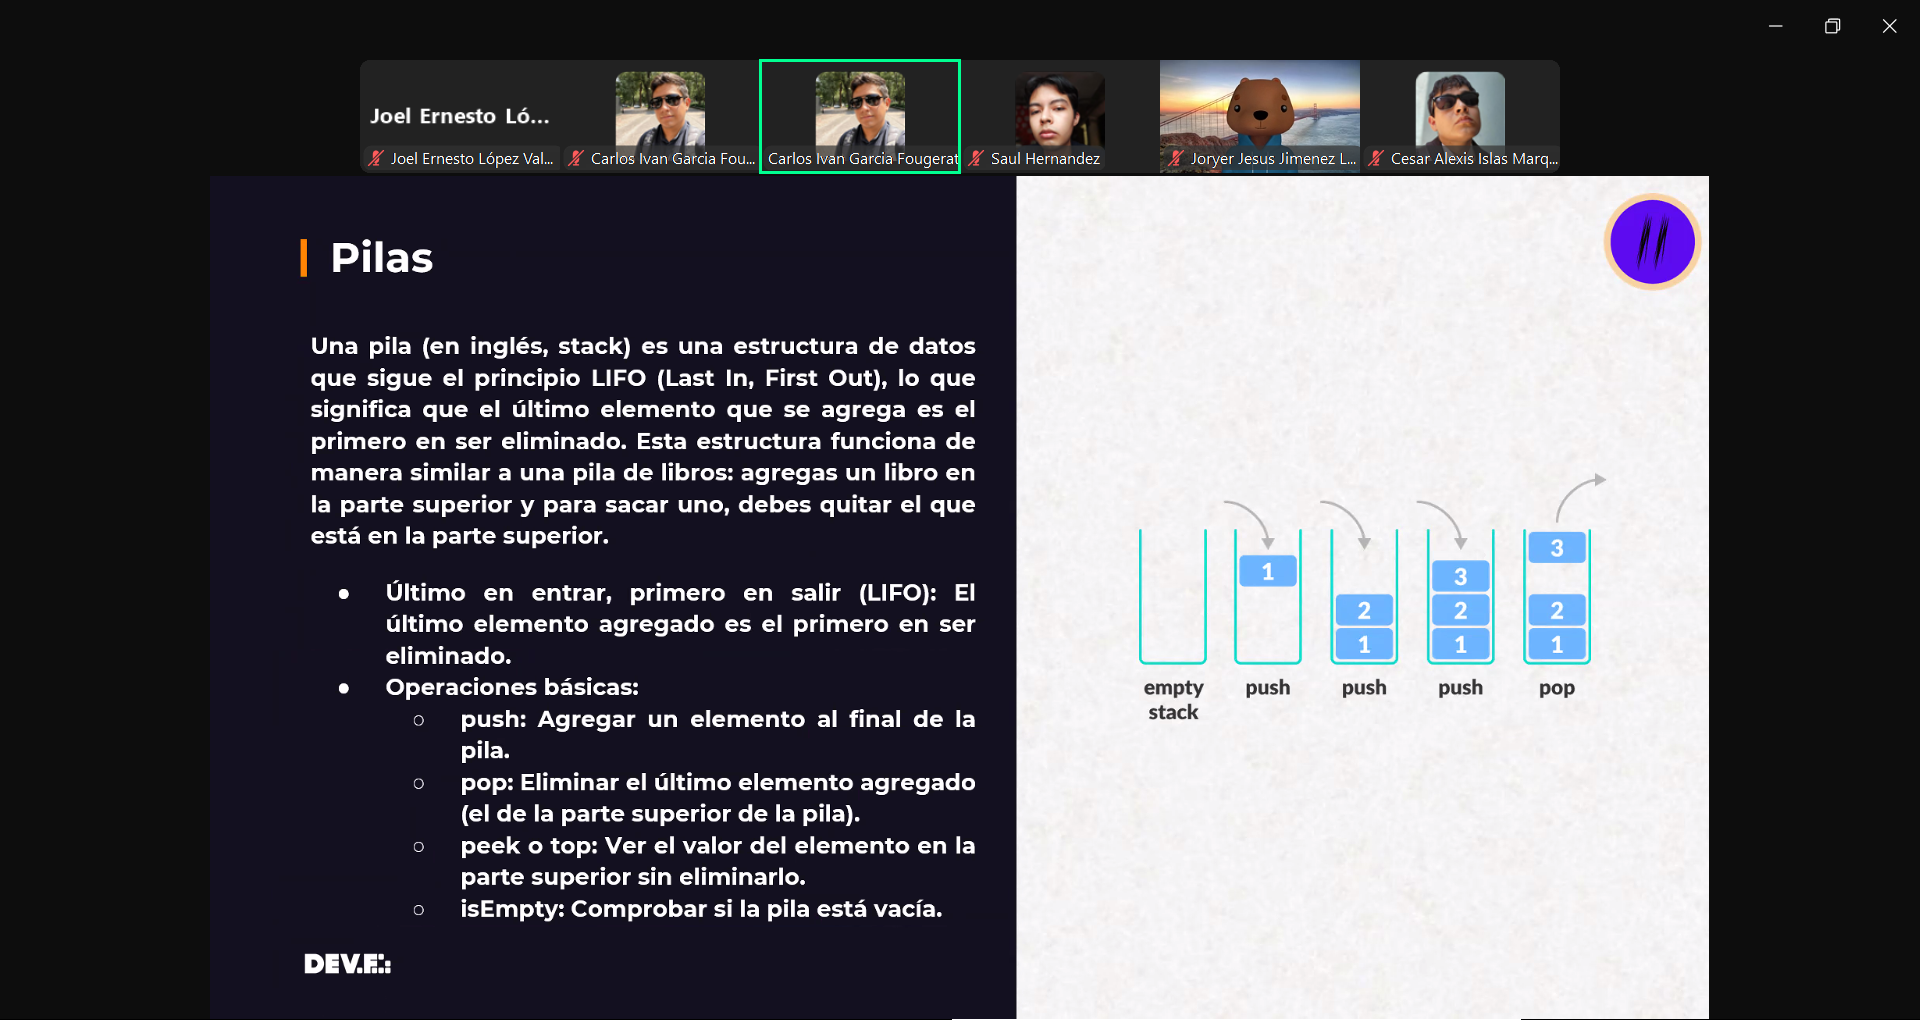 Joel Ernesto Ló...
Joel Ernesto López Val...
Carlos Ivan Garcia Fou...
Carlos Ivan Garcia Fougerat
Saul Hernandez
Joryer Jesus Jimenez L...
Cesar Alexis Islas Marq...
Pilas
Una pila (en inglés, stack) es una estructura de datos
que sigue el principio LIFO (Last In, First Out), lo que
significa que el último elemento que se agrega es el
primero en ser eliminado. Esta estructura funciona de
manera similar a una pila de libros: agregas un libro en
la parte superior y para sacar uno, debes quitar el que
está en la parte superior.
● Último en entrar, primero en salir (LIFO): El
último elemento agregado es el primero en ser
eliminado.
● Operaciones básicas:
○ push: Agregar un elemento al final de la
pila.
○ pop: Eliminar el último elemento agregado
(el de la parte superior de la pila).
○ peek o top: Ver el valor del elemento en la
parte superior sin eliminarlo.
○ isEmpty: Comprobar si la pila está vacía.
DEV.F.:
empty
stack
1
push
2
1
push
3
2
1
push
3
2
1
pop